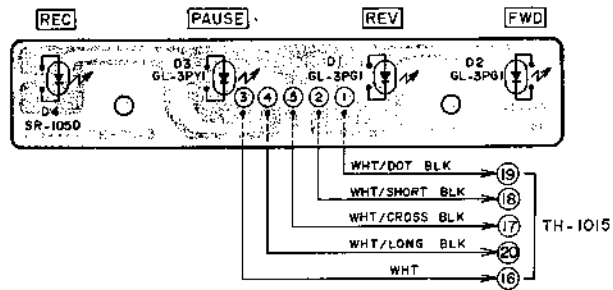 REC PAUSE REV FWD
D3 GL-3PY1
D1 GL-3PG1
D2 GL-3PG1
D4 SR-105D
3 4 5 2 1
WHT/DOT BLK 19
WHT/SHORT BLK 18
WHT/CROSS BLK 17
TH-1015
WHT/LONG BLK 20
WHT 16